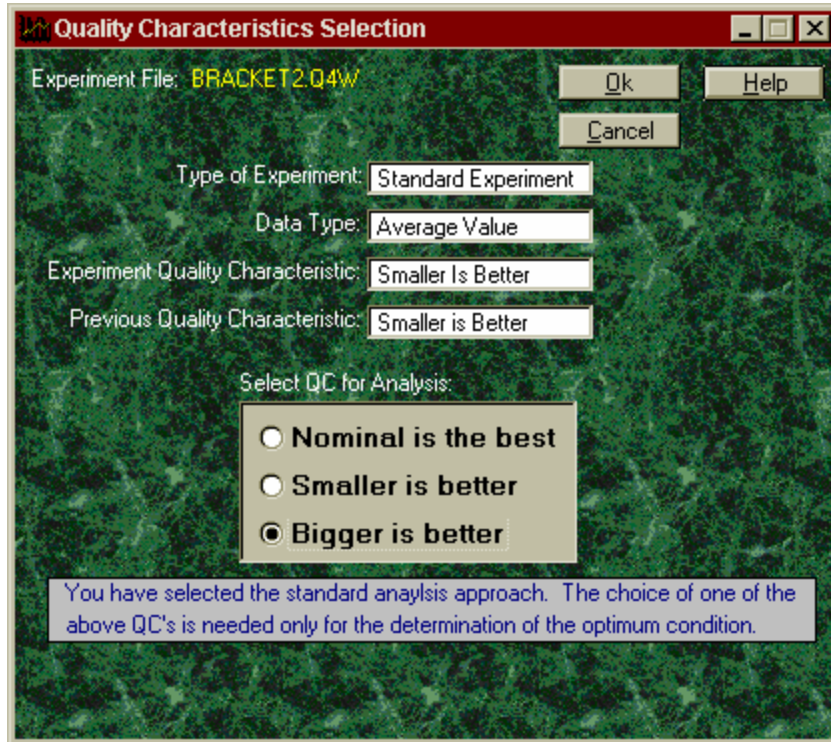 Quality Characteristics Selection
Experiment File: BRACKET2.Q4W
Ok
Help
Cancel
Type of Experiment: Standard Experiment
Data Type: Average Value
Experiment Quality Characteristic: Smaller Is Better
Previous Quality Characteristic: Smaller is Better
Select QC for Analysis:
Nominal is the best
Smaller is better
Bigger is better
You have selected the standard anaylsis approach. The choice of one of the
above QC's is needed only for the determination of the optimum condition.